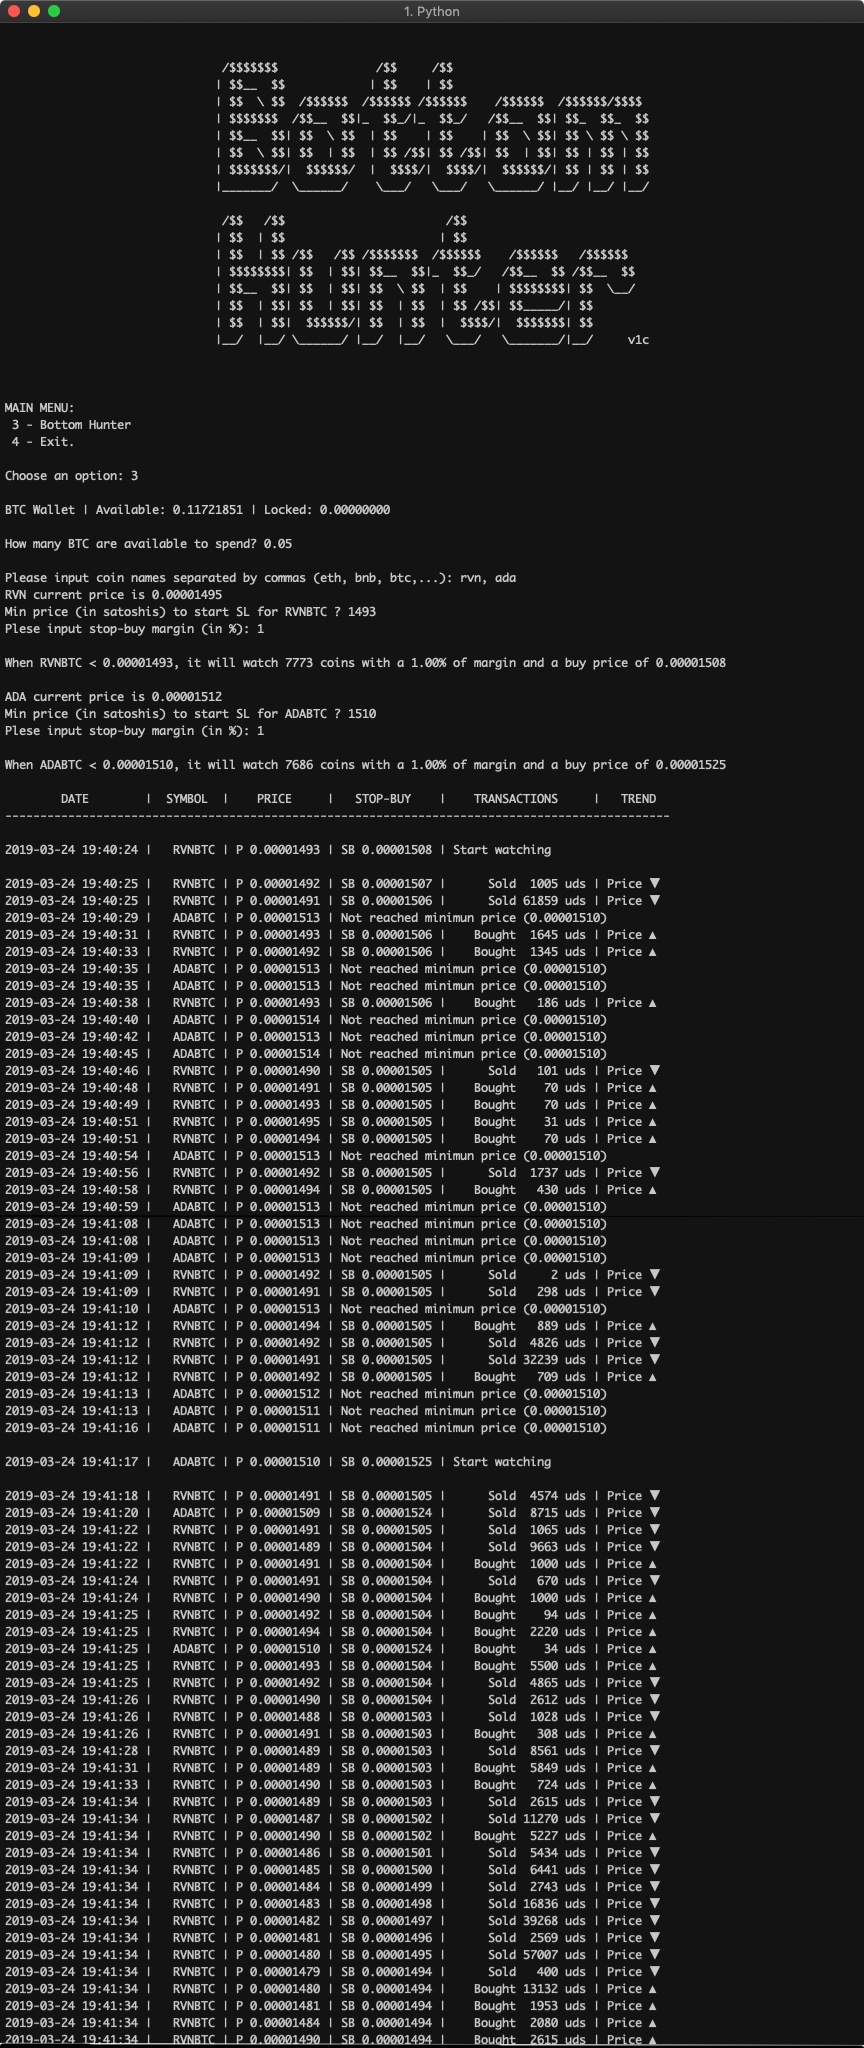 1. Python
Bottom
Hunter
v1c
MAIN MENU:
3 - Bottom Hunter
4 - Exit.
Choose an option: 3
BTC Wallet | Available: 0.11721851 | Locked: 0.00000000
How many BTC are available to spend? 0.05
Please input coin names separated by commas (eth, bnb, btc,...): rvn, ada
RVN current price is 0.00001495
Min price (in satoshis) to start SL for RVNBTC ? 1493
Plese input stop-buy margin (in %): 1
When RVNBTC < 0.00001493, it will watch 7773 coins with a 1.00% of margin and a buy price of 0.00001508
ADA current price is 0.00001512
Min price (in satoshis) to start SL for ADABTC ? 1510
Plese input stop-buy margin (in %): 1
When ADABTC < 0.00001510, it will watch 7686 coins with a 1.00% of margin and a buy price of 0.00001525
DATE | SYMBOL | PRICE | STOP-BUY | TRANSACTIONS | TREND
-----------------------------------------------------------------------------------------------
2019-03-24 19:40:24 | RVNBTC | P 0.00001493 | SB 0.00001508 | Start watching
2019-03-24 19:40:25 | RVNBTC | P 0.00001492 | SB 0.00001507 | Sold 1005 uds | Price ▼
2019-03-24 19:40:25 | RVNBTC | P 0.00001491 | SB 0.00001506 | Sold 61859 uds | Price ▼
2019-03-24 19:40:29 | ADABTC | P 0.00001513 | Not reached minimun price (0.00001510)
2019-03-24 19:40:31 | RVNBTC | P 0.00001493 | SB 0.00001506 | Bought 1645 uds | Price ▲
2019-03-24 19:40:33 | RVNBTC | P 0.00001492 | SB 0.00001506 | Bought 1345 uds | Price ▲
2019-03-24 19:40:35 | ADABTC | P 0.00001513 | Not reached minimun price (0.00001510)
2019-03-24 19:40:35 | ADABTC | P 0.00001513 | Not reached minimun price (0.00001510)
2019-03-24 19:40:38 | RVNBTC | P 0.00001493 | SB 0.00001506 | Bought 186 uds | Price ▲
2019-03-24 19:40:40 | ADABTC | P 0.00001514 | Not reached minimun price (0.00001510)
2019-03-24 19:40:42 | ADABTC | P 0.00001513 | Not reached minimun price (0.00001510)
2019-03-24 19:40:45 | ADABTC | P 0.00001514 | Not reached minimun price (0.00001510)
2019-03-24 19:40:46 | RVNBTC | P 0.00001490 | SB 0.00001505 | Sold 101 uds | Price ▼
2019-03-24 19:40:48 | RVNBTC | P 0.00001491 | SB 0.00001505 | Bought 70 uds | Price ▲
2019-03-24 19:40:49 | RVNBTC | P 0.00001493 | SB 0.00001505 | Bought 70 uds | Price ▲
2019-03-24 19:40:51 | RVNBTC | P 0.00001495 | SB 0.00001505 | Bought 31 uds | Price ▲
2019-03-24 19:40:51 | RVNBTC | P 0.00001494 | SB 0.00001505 | Bought 70 uds | Price ▲
2019-03-24 19:40:54 | ADABTC | P 0.00001513 | Not reached minimun price (0.00001510)
2019-03-24 19:40:56 | RVNBTC | P 0.00001492 | SB 0.00001505 | Sold 1737 uds | Price ▼
2019-03-24 19:40:58 | RVNBTC | P 0.00001494 | SB 0.00001505 | Bought 430 uds | Price ▲
2019-03-24 19:40:59 | ADABTC | P 0.00001513 | Not reached minimun price (0.00001510)
2019-03-24 19:41:08 | ADABTC | P 0.00001513 | Not reached minimun price (0.00001510)
2019-03-24 19:41:08 | ADABTC | P 0.00001513 | Not reached minimun price (0.00001510)
2019-03-24 19:41:09 | ADABTC | P 0.00001513 | Not reached minimun price (0.00001510)
2019-03-24 19:41:09 | RVNBTC | P 0.00001492 | SB 0.00001505 | Sold 2 uds | Price ▼
2019-03-24 19:41:09 | RVNBTC | P 0.00001491 | SB 0.00001505 | Sold 298 uds | Price ▼
2019-03-24 19:41:10 | ADABTC | P 0.00001513 | Not reached minimun price (0.00001510)
2019-03-24 19:41:12 | RVNBTC | P 0.00001494 | SB 0.00001505 | Bought 889 uds | Price ▲
2019-03-24 19:41:12 | RVNBTC | P 0.00001492 | SB 0.00001505 | Sold 4826 uds | Price ▼
2019-03-24 19:41:12 | RVNBTC | P 0.00001491 | SB 0.00001505 | Sold 32239 uds | Price ▼
2019-03-24 19:41:12 | RVNBTC | P 0.00001492 | SB 0.00001505 | Bought 709 uds | Price ▲
2019-03-24 19:41:13 | ADABTC | P 0.00001512 | Not reached minimun price (0.00001510)
2019-03-24 19:41:13 | ADABTC | P 0.00001511 | Not reached minimun price (0.00001510)
2019-03-24 19:41:16 | ADABTC | P 0.00001511 | Not reached minimun price (0.00001510)
2019-03-24 19:41:17 | ADABTC | P 0.00001510 | SB 0.00001525 | Start watching
2019-03-24 19:41:18 | RVNBTC | P 0.00001491 | SB 0.00001505 | Sold 4574 uds | Price ▼
2019-03-24 19:41:20 | ADABTC | P 0.00001509 | SB 0.00001524 | Sold 8715 uds | Price ▼
2019-03-24 19:41:22 | RVNBTC | P 0.00001491 | SB 0.00001505 | Sold 1065 uds | Price ▼
2019-03-24 19:41:22 | RVNBTC | P 0.00001489 | SB 0.00001504 | Sold 9663 uds | Price ▼
2019-03-24 19:41:22 | RVNBTC | P 0.00001491 | SB 0.00001504 | Bought 1000 uds | Price ▲
2019-03-24 19:41:24 | RVNBTC | P 0.00001491 | SB 0.00001504 | Sold 670 uds | Price ▼
2019-03-24 19:41:24 | RVNBTC | P 0.00001490 | SB 0.00001504 | Bought 1000 uds | Price ▲
2019-03-24 19:41:25 | RVNBTC | P 0.00001492 | SB 0.00001504 | Bought 94 uds | Price ▲
2019-03-24 19:41:25 | RVNBTC | P 0.00001494 | SB 0.00001504 | Bought 2220 uds | Price ▲
2019-03-24 19:41:25 | ADABTC | P 0.00001510 | SB 0.00001524 | Bought 34 uds | Price ▲
2019-03-24 19:41:25 | RVNBTC | P 0.00001493 | SB 0.00001504 | Bought 5500 uds | Price ▲
2019-03-24 19:41:25 | RVNBTC | P 0.00001492 | SB 0.00001504 | Sold 4865 uds | Price ▼
2019-03-24 19:41:26 | RVNBTC | P 0.00001490 | SB 0.00001504 | Sold 2612 uds | Price ▼
2019-03-24 19:41:26 | RVNBTC | P 0.00001488 | SB 0.00001503 | Sold 1028 uds | Price ▼
2019-03-24 19:41:26 | RVNBTC | P 0.00001491 | SB 0.00001503 | Bought 308 uds | Price ▲
2019-03-24 19:41:28 | RVNBTC | P 0.00001489 | SB 0.00001503 | Sold 8561 uds | Price ▼
2019-03-24 19:41:31 | RVNBTC | P 0.00001489 | SB 0.00001503 | Bought 5849 uds | Price ▲
2019-03-24 19:41:33 | RVNBTC | P 0.00001490 | SB 0.00001503 | Bought 724 uds | Price ▲
2019-03-24 19:41:34 | RVNBTC | P 0.00001489 | SB 0.00001503 | Sold 2615 uds | Price ▼
2019-03-24 19:41:34 | RVNBTC | P 0.00001487 | SB 0.00001502 | Sold 11270 uds | Price ▼
2019-03-24 19:41:34 | RVNBTC | P 0.00001490 | SB 0.00001502 | Bought 5227 uds | Price ▲
2019-03-24 19:41:34 | RVNBTC | P 0.00001486 | SB 0.00001501 | Sold 5434 uds | Price ▼
2019-03-24 19:41:34 | RVNBTC | P 0.00001485 | SB 0.00001500 | Sold 6441 uds | Price ▼
2019-03-24 19:41:34 | RVNBTC | P 0.00001484 | SB 0.00001499 | Sold 2743 uds | Price ▼
2019-03-24 19:41:34 | RVNBTC | P 0.00001483 | SB 0.00001498 | Sold 16836 uds | Price ▼
2019-03-24 19:41:34 | RVNBTC | P 0.00001482 | SB 0.00001497 | Sold 39268 uds | Price ▼
2019-03-24 19:41:34 | RVNBTC | P 0.00001481 | SB 0.00001496 | Sold 2569 uds | Price ▼
2019-03-24 19:41:34 | RVNBTC | P 0.00001480 | SB 0.00001495 | Sold 57007 uds | Price ▼
2019-03-24 19:41:34 | RVNBTC | P 0.00001479 | SB 0.00001494 | Sold 400 uds | Price ▼
2019-03-24 19:41:34 | RVNBTC | P 0.00001480 | SB 0.00001494 | Bought 13132 uds | Price ▲
2019-03-24 19:41:34 | RVNBTC | P 0.00001481 | SB 0.00001494 | Bought 1953 uds | Price ▲
2019-03-24 19:41:34 | RVNBTC | P 0.00001484 | SB 0.00001494 | Bought 2080 uds | Price ▲
2019-03-24 19:41:34 | RVNBTC | P 0.00001490 | SB 0.00001494 | Bought 2615 uds | Price ▲